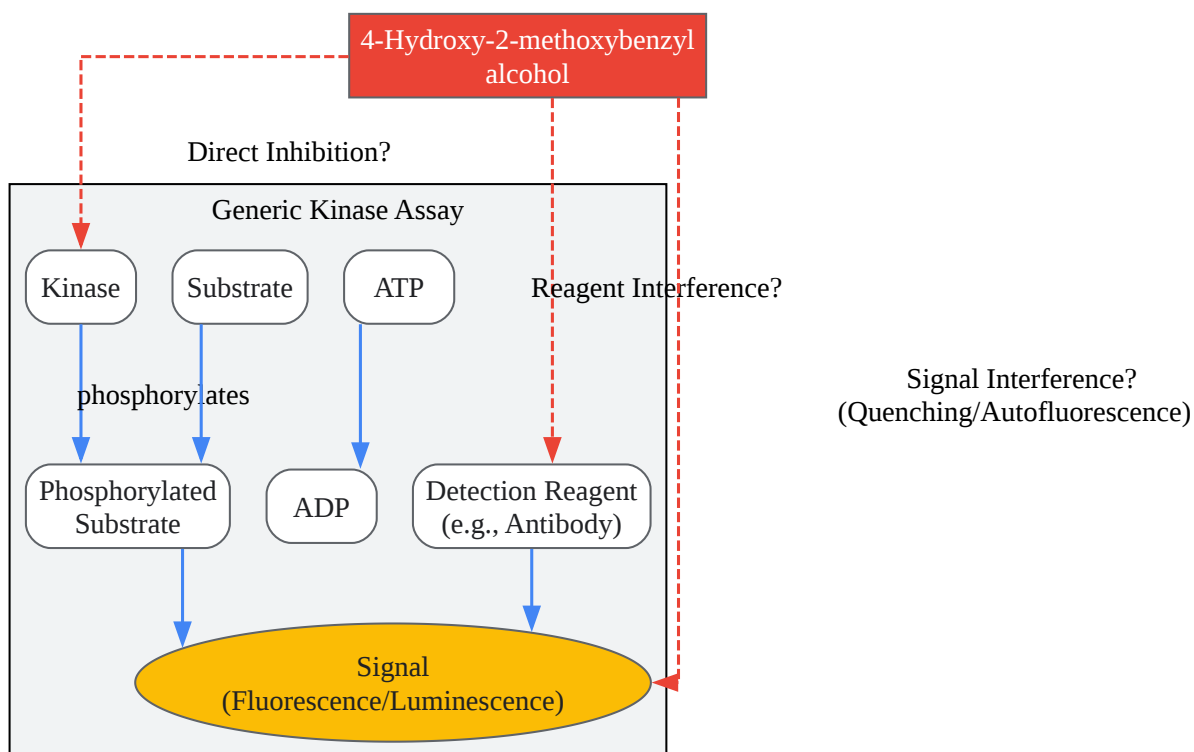 4-Hydroxy-2-methoxybenzyl
alcohol
Direct Inhibition?
Generic Kinase Assay
Kinase
Substrate
ATP
Reagent Interference?
Signal Interference?
(Quenching/Autofluorescence)
phosphorylates
Phosphorylated
Substrate
ADP
Detection Reagent
(e.g., Antibody)
Signal
(Fluorescence/Luminescence)